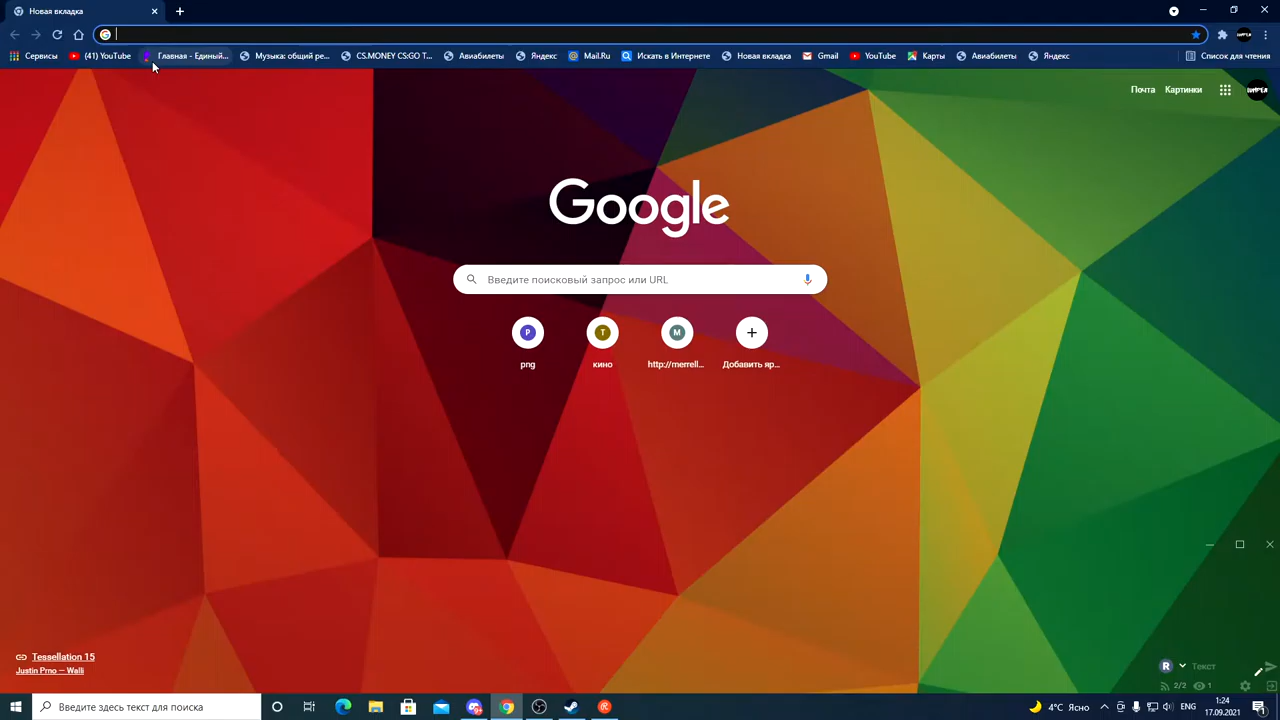 Новая вкладка
Сервисы
(41) YouTube
Главная - Единый...
Музыка: общий ре...
CS.MONEY CS:GO T...
Авиабилеты
Яндекс
Mail.Ru
Искать в Интернете
Новая вкладка
Gmail
YouTube
Карты
Авиабилеты
Яндекс
Список для чтения
Почта
Картинки
Google
Введите поисковый запрос или URL
P
T
M
png
кино
http://merrell...
Добавить яр...
Tessellation 15
Justin Prno — Walli
R
Текст
2/2
1
Введите здесь текст для поиска
4°C Ясно
ENG
1:24
17.09.2021